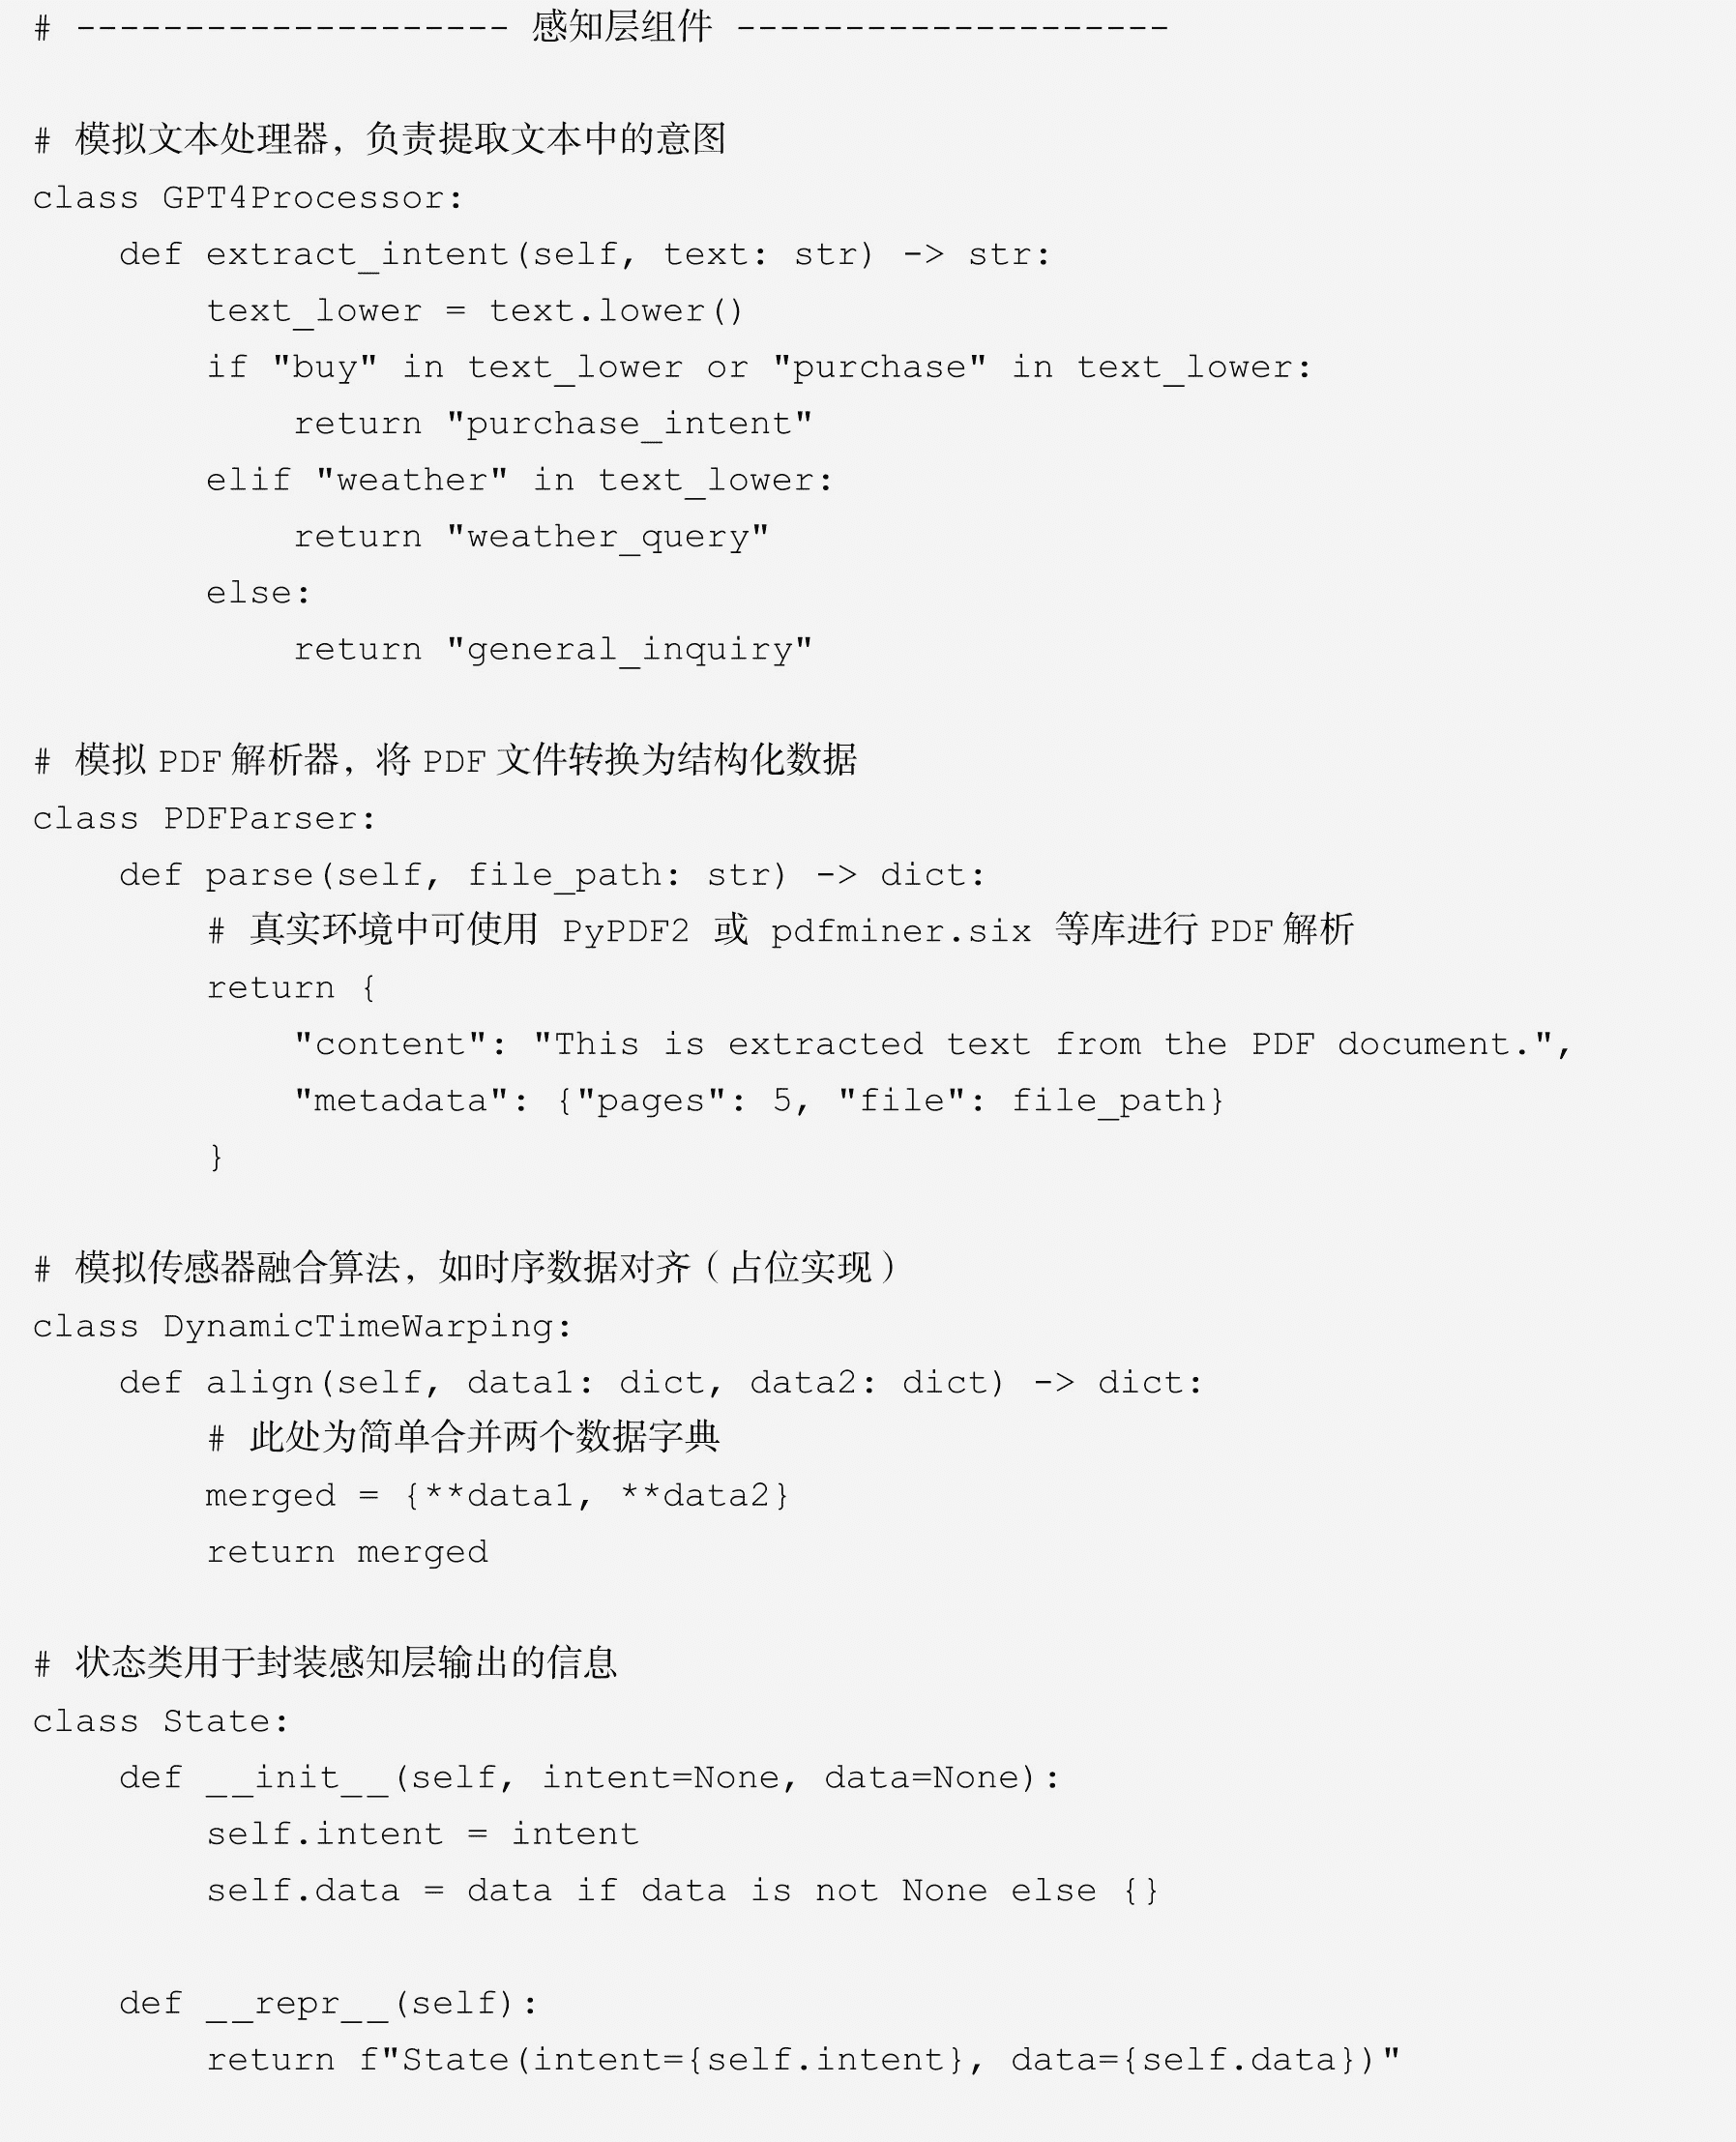 # -------------------- 感知层组件 --------------------

# 模拟文本处理器，负责提取文本中的意图
class GPT4Processor:
    def extract_intent(self, text: str) -> str:
        text_lower = text.lower()
        if "buy" in text_lower or "purchase" in text_lower:
            return "purchase_intent"
        elif "weather" in text_lower:
            return "weather_query"
        else:
            return "general_inquiry"

# 模拟 PDF 解析器，将 PDF 文件转换为结构化数据
class PDFParser:
    def parse(self, file_path: str) -> dict:
        # 真实环境中可使用 PyPDF2 或 pdfminer.six 等库进行 PDF 解析
        return {
            "content": "This is extracted text from the PDF document.",
            "metadata": {"pages": 5, "file": file_path}
        }

# 模拟传感器融合算法，如时序数据对齐（占位实现）
class DynamicTimeWarping:
    def align(self, data1: dict, data2: dict) -> dict:
        # 此处为简单合并两个数据字典
        merged = {**data1, **data2}
        return merged

# 状态类用于封装感知层输出的信息
class State:
    def __init__(self, intent=None, data=None):
        self.intent = intent
        self.data = data if data is not None else {}

    def __repr__(self):
        return f"State(intent={self.intent}, data={self.data})"